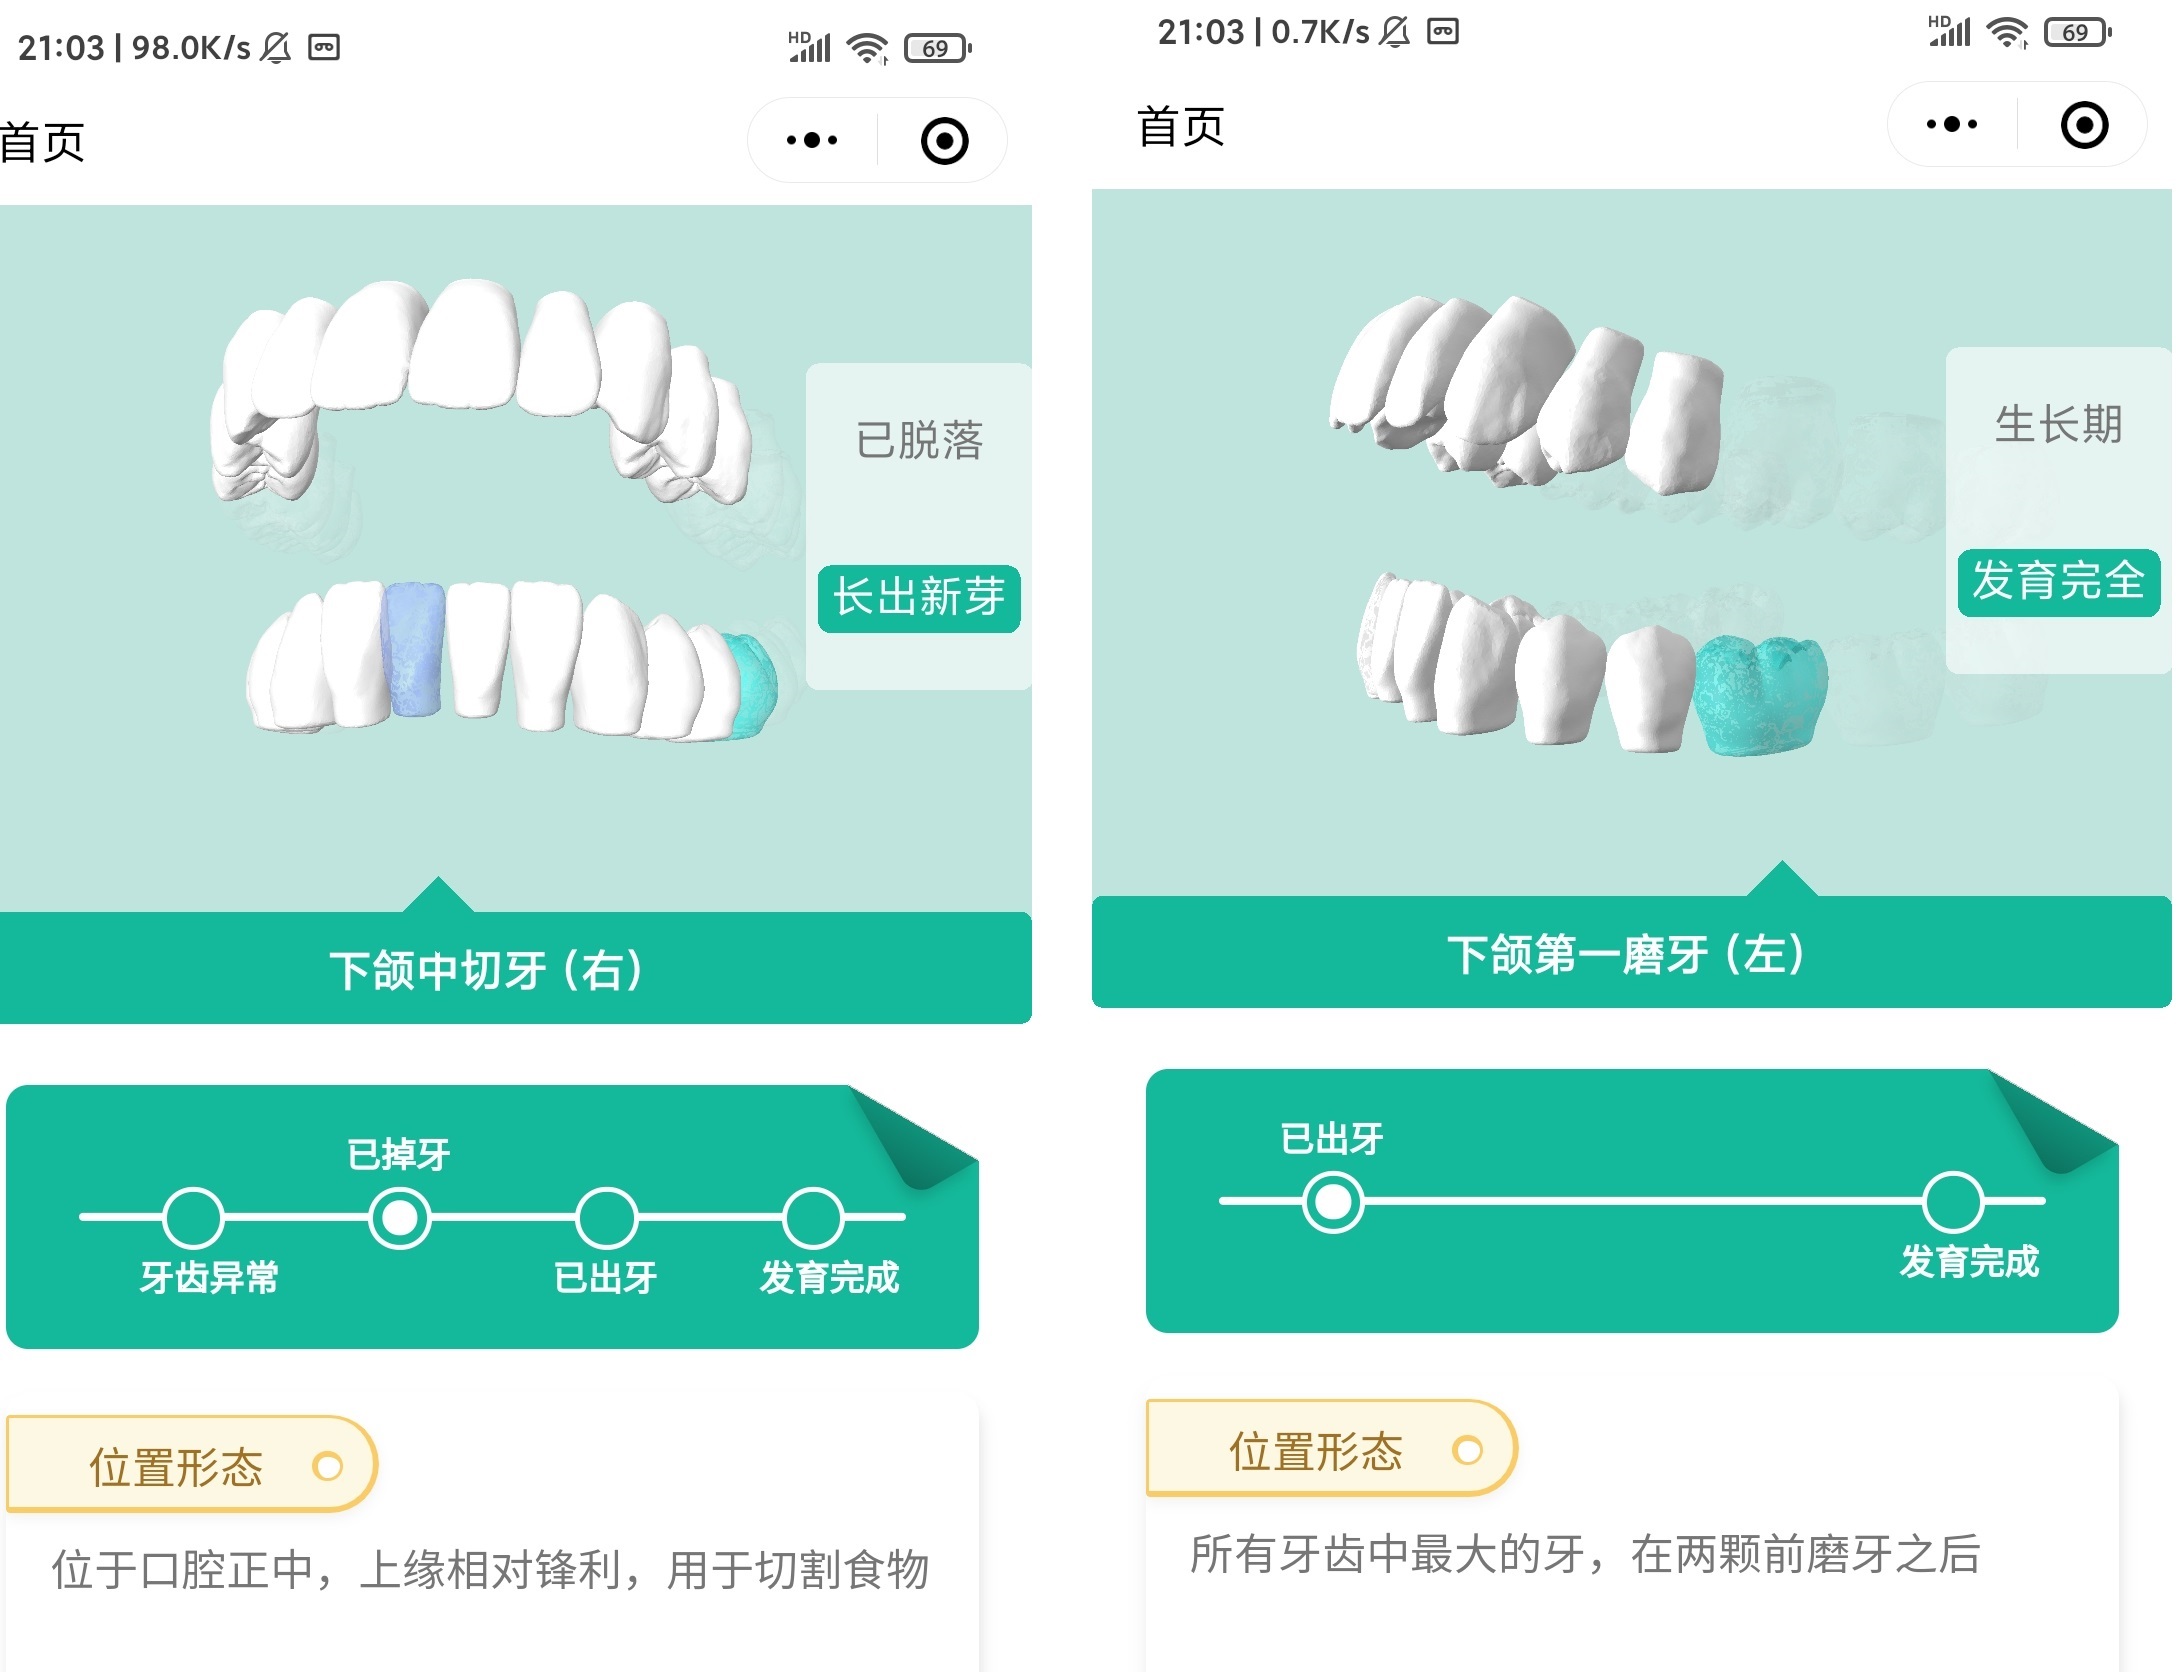 21:03 | 98.0K/s
HD
69
首页
已脱落
长出新芽
下颌中切牙（右）
已掉牙
牙齿异常
已出牙
发育完成
位置形态
位于口腔正中，上缘相对锋利，用于切割食物
21:03 | 0.7K/s
HD
69
首页
生长期
发育完全
下颌第一磨牙（左）
已出牙
发育完成
位置形态
所有牙齿中最大的牙，在两颗前磨牙之后